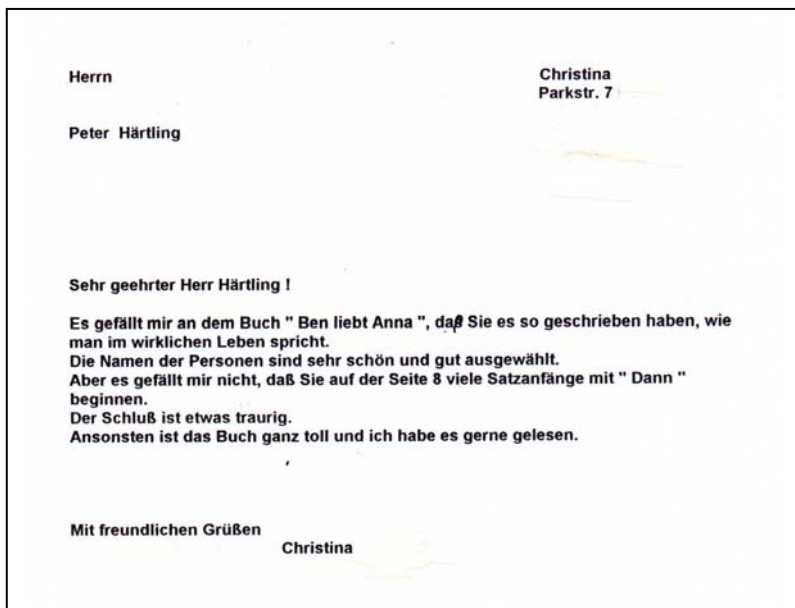 Herrn
Christina
Parkstr. 7
Peter Härtling
Sehr geehrter Herr Härtling !
Es gefällt mir an dem Buch " Ben liebt Anna ", daß Sie es so geschrieben haben, wie
man im wirklichen Leben spricht.
Die Namen der Personen sind sehr schön und gut ausgewählt.
Aber es gefällt mir nicht, daß Sie auf der Seite 8 viele Satzanfänge mit " Dann "
beginnen.
Der Schluß ist etwas traurig.
Ansonsten ist das Buch ganz toll und ich habe es gerne gelesen.
Mit freundlichen Grüßen
Christina